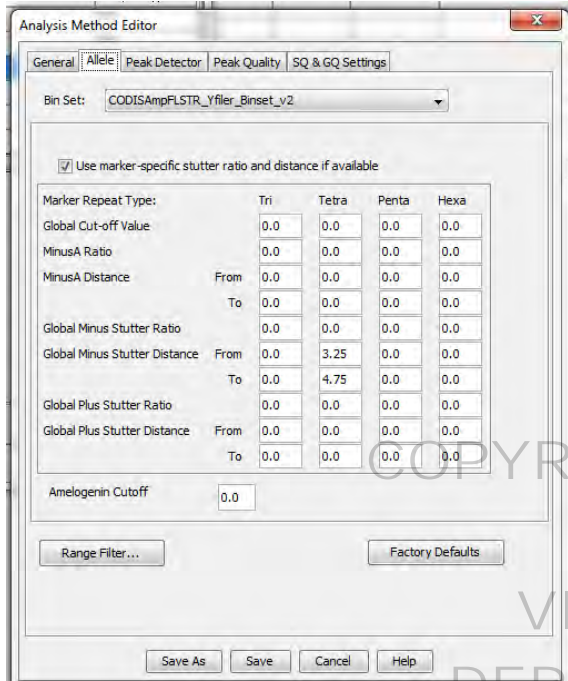 Analysis Method Editor
General Allele Peak Detector Peak Quality SQ & GQ Settings
Bin Set: CODISAmpFLSTR_Yfiler_Binset_v2
Use marker-specific stutter ratio and distance if available
Marker Repeat Type: Tri Tetra Penta Hexa
Global Cut-off Value 0.0 0.0 0.0 0.0
MinusA Ratio 0.0 0.0 0.0 0.0
MinusA Distance From 0.0 0.0 0.0 0.0
To 0.0 0.0 0.0 0.0
Global Minus Stutter Ratio 0.0 0.0 0.0 0.0
Global Minus Stutter Distance From 0.0 3.25 0.0 0.0
To 0.0 4.75 0.0 0.0
Global Plus Stutter Ratio 0.0 0.0 0.0 0.0
Global Plus Stutter Distance From 0.0 0.0 0.0 0.0
To 0.0 0.0 0.0 0.0
COPYR
Amelogenin Cutoff 0.0
Range Filter... Factory Defaults
Save As Save Cancel Help